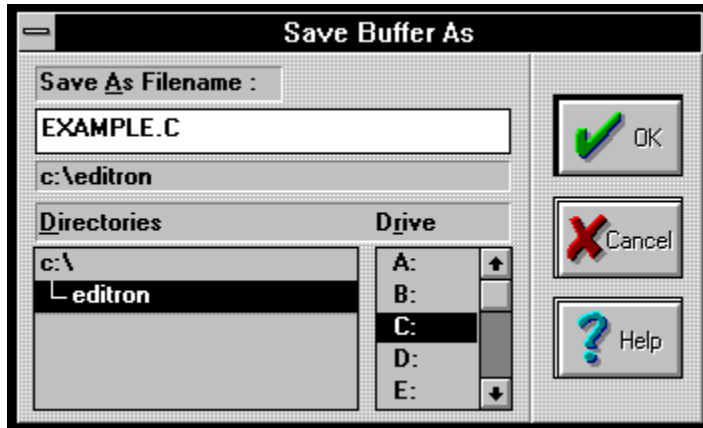 Save Buffer As
Save As Filename :
EXAMPLE.C
c:\editron
Directories
Drive
c:\
editron
A:
B:
C:
D:
E:
OK
Cancel
Help